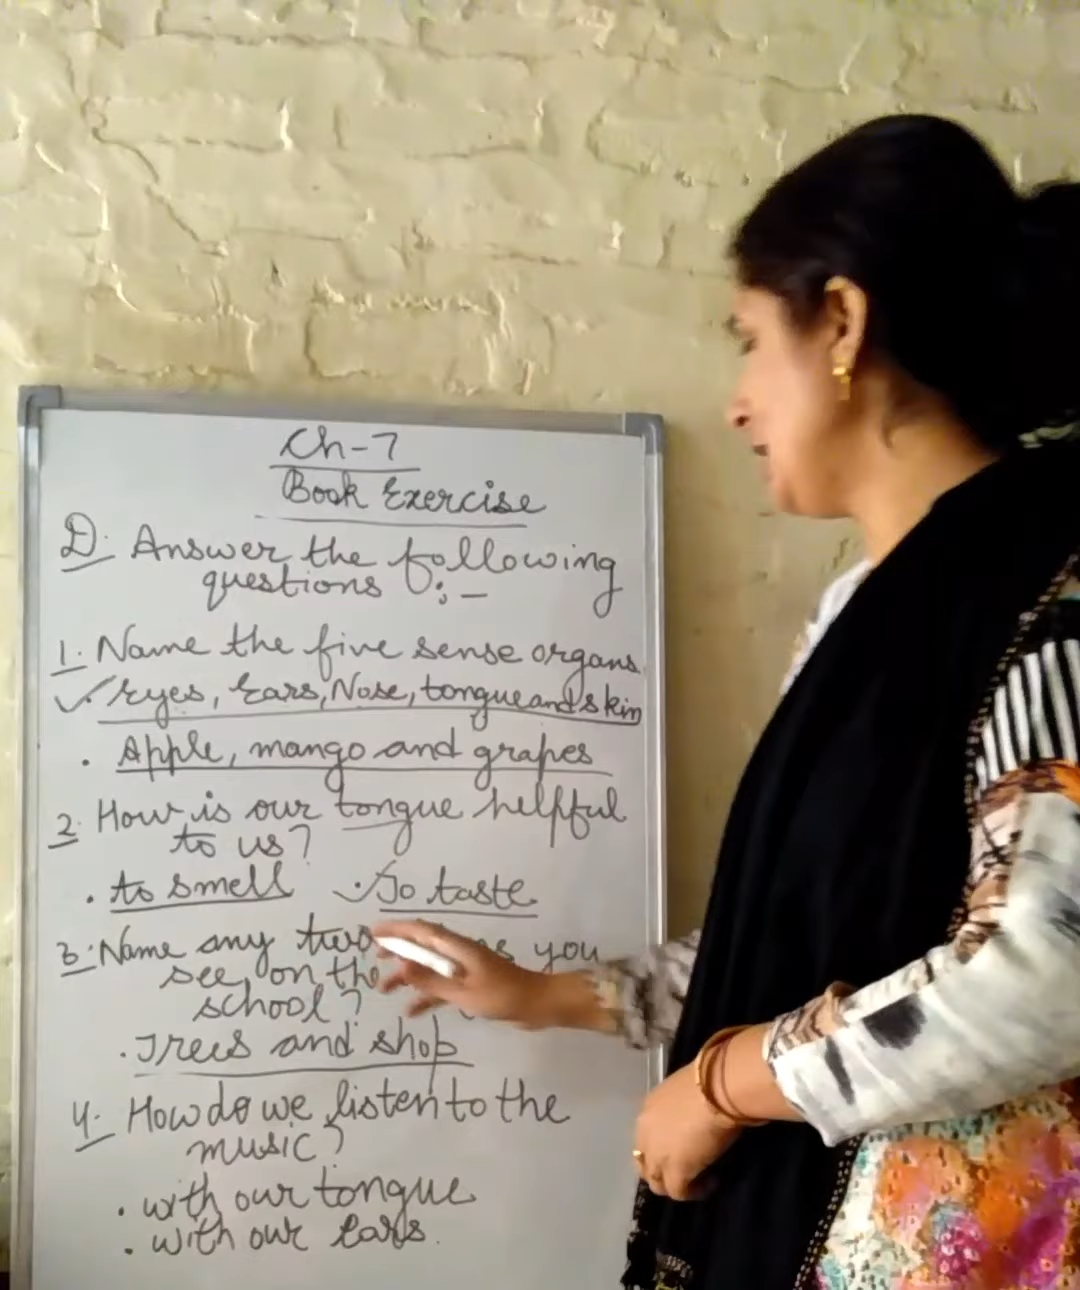 Ch-7
Book Exercise
D. Answer the following
questions :-
1. Name the five sense organs.
✓ Eyes, Ears, Nose, tongue and skin
. Apple, mango and grapes
2. How is our tongue helpful
to us?
. to smell ✓. To taste
3. Name any two you
see on the
school?
. Trees and shop
4. How do we listen to the
music?
. with our tongue
. with our ears.